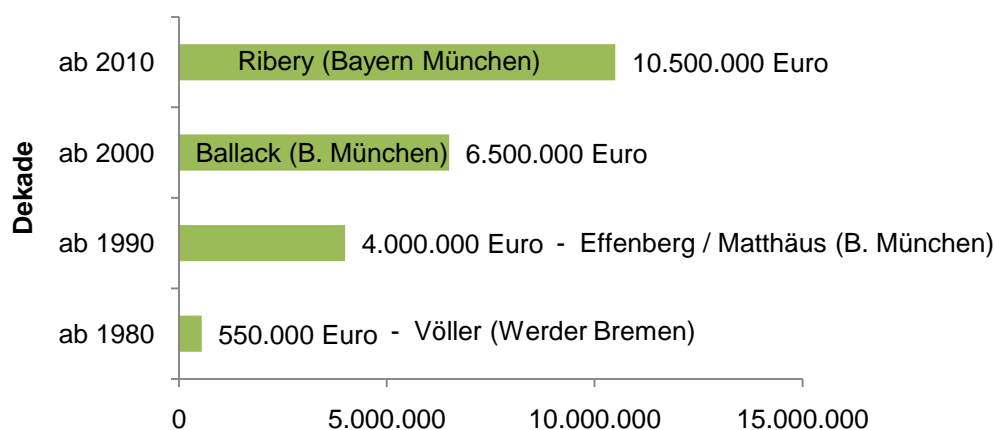 ab 2010 Ribery (Bayern München) 10.500.000 Euro
ab 2000 Ballack (B. München) 6.500.000 Euro
Dekade
ab 1990 4.000.000 Euro - Effenberg / Matthäus (B. München)
ab 1980 550.000 Euro - Völler (Werder Bremen)
0 5.000.000 10.000.000 15.000.000